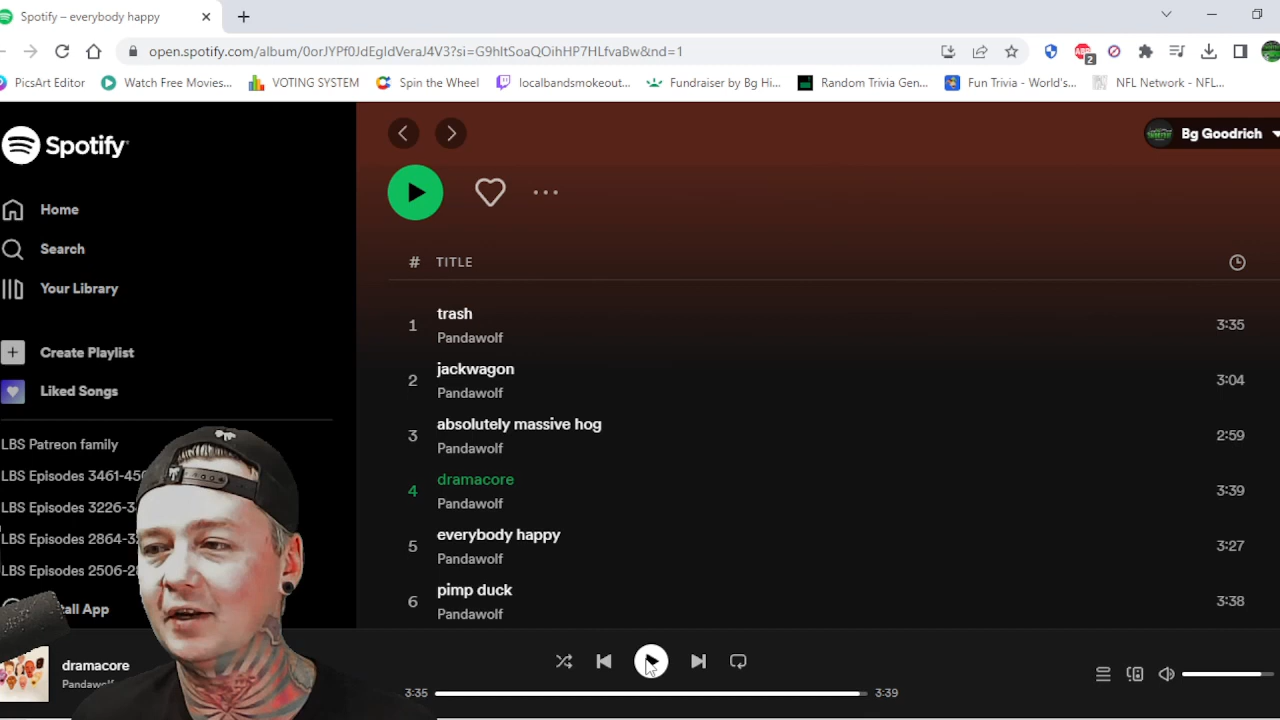 Spotify – everybody happy
open.spotify.com/album/0orJYPf0JdEgIdVeraJ4V3?si=G9hItSoaQOihHP7HLfvaBw&nd=1
2
PicsArt Editor Watch Free Movies... VOTING SYSTEM Spin the Wheel localbandsmokeout... Fundraiser by Bg Hi... Random Trivia Gen... Fun Trivia - World's... NFL Network - NFL...
Spotify
Bg Goodrich
Home
Search
Your Library
Create Playlist
Liked Songs
LBS Patreon family
LBS Episodes 3461-450
LBS Episodes 3226-3
LBS Episodes 2864-3
LBS Episodes 2506-2
App
# TITLE
1 trash 3:35
Pandawolf
2 jackwagon 3:04
Pandawolf
3 absolutely massive hog 2:59
Pandawolf
4 dramacore 3:39
Pandawolf
5 everybody happy 3:27
Pandawolf
6 pimp duck 3:38
Pandawolf
dramacore
Pandawolf
3:35 3:39